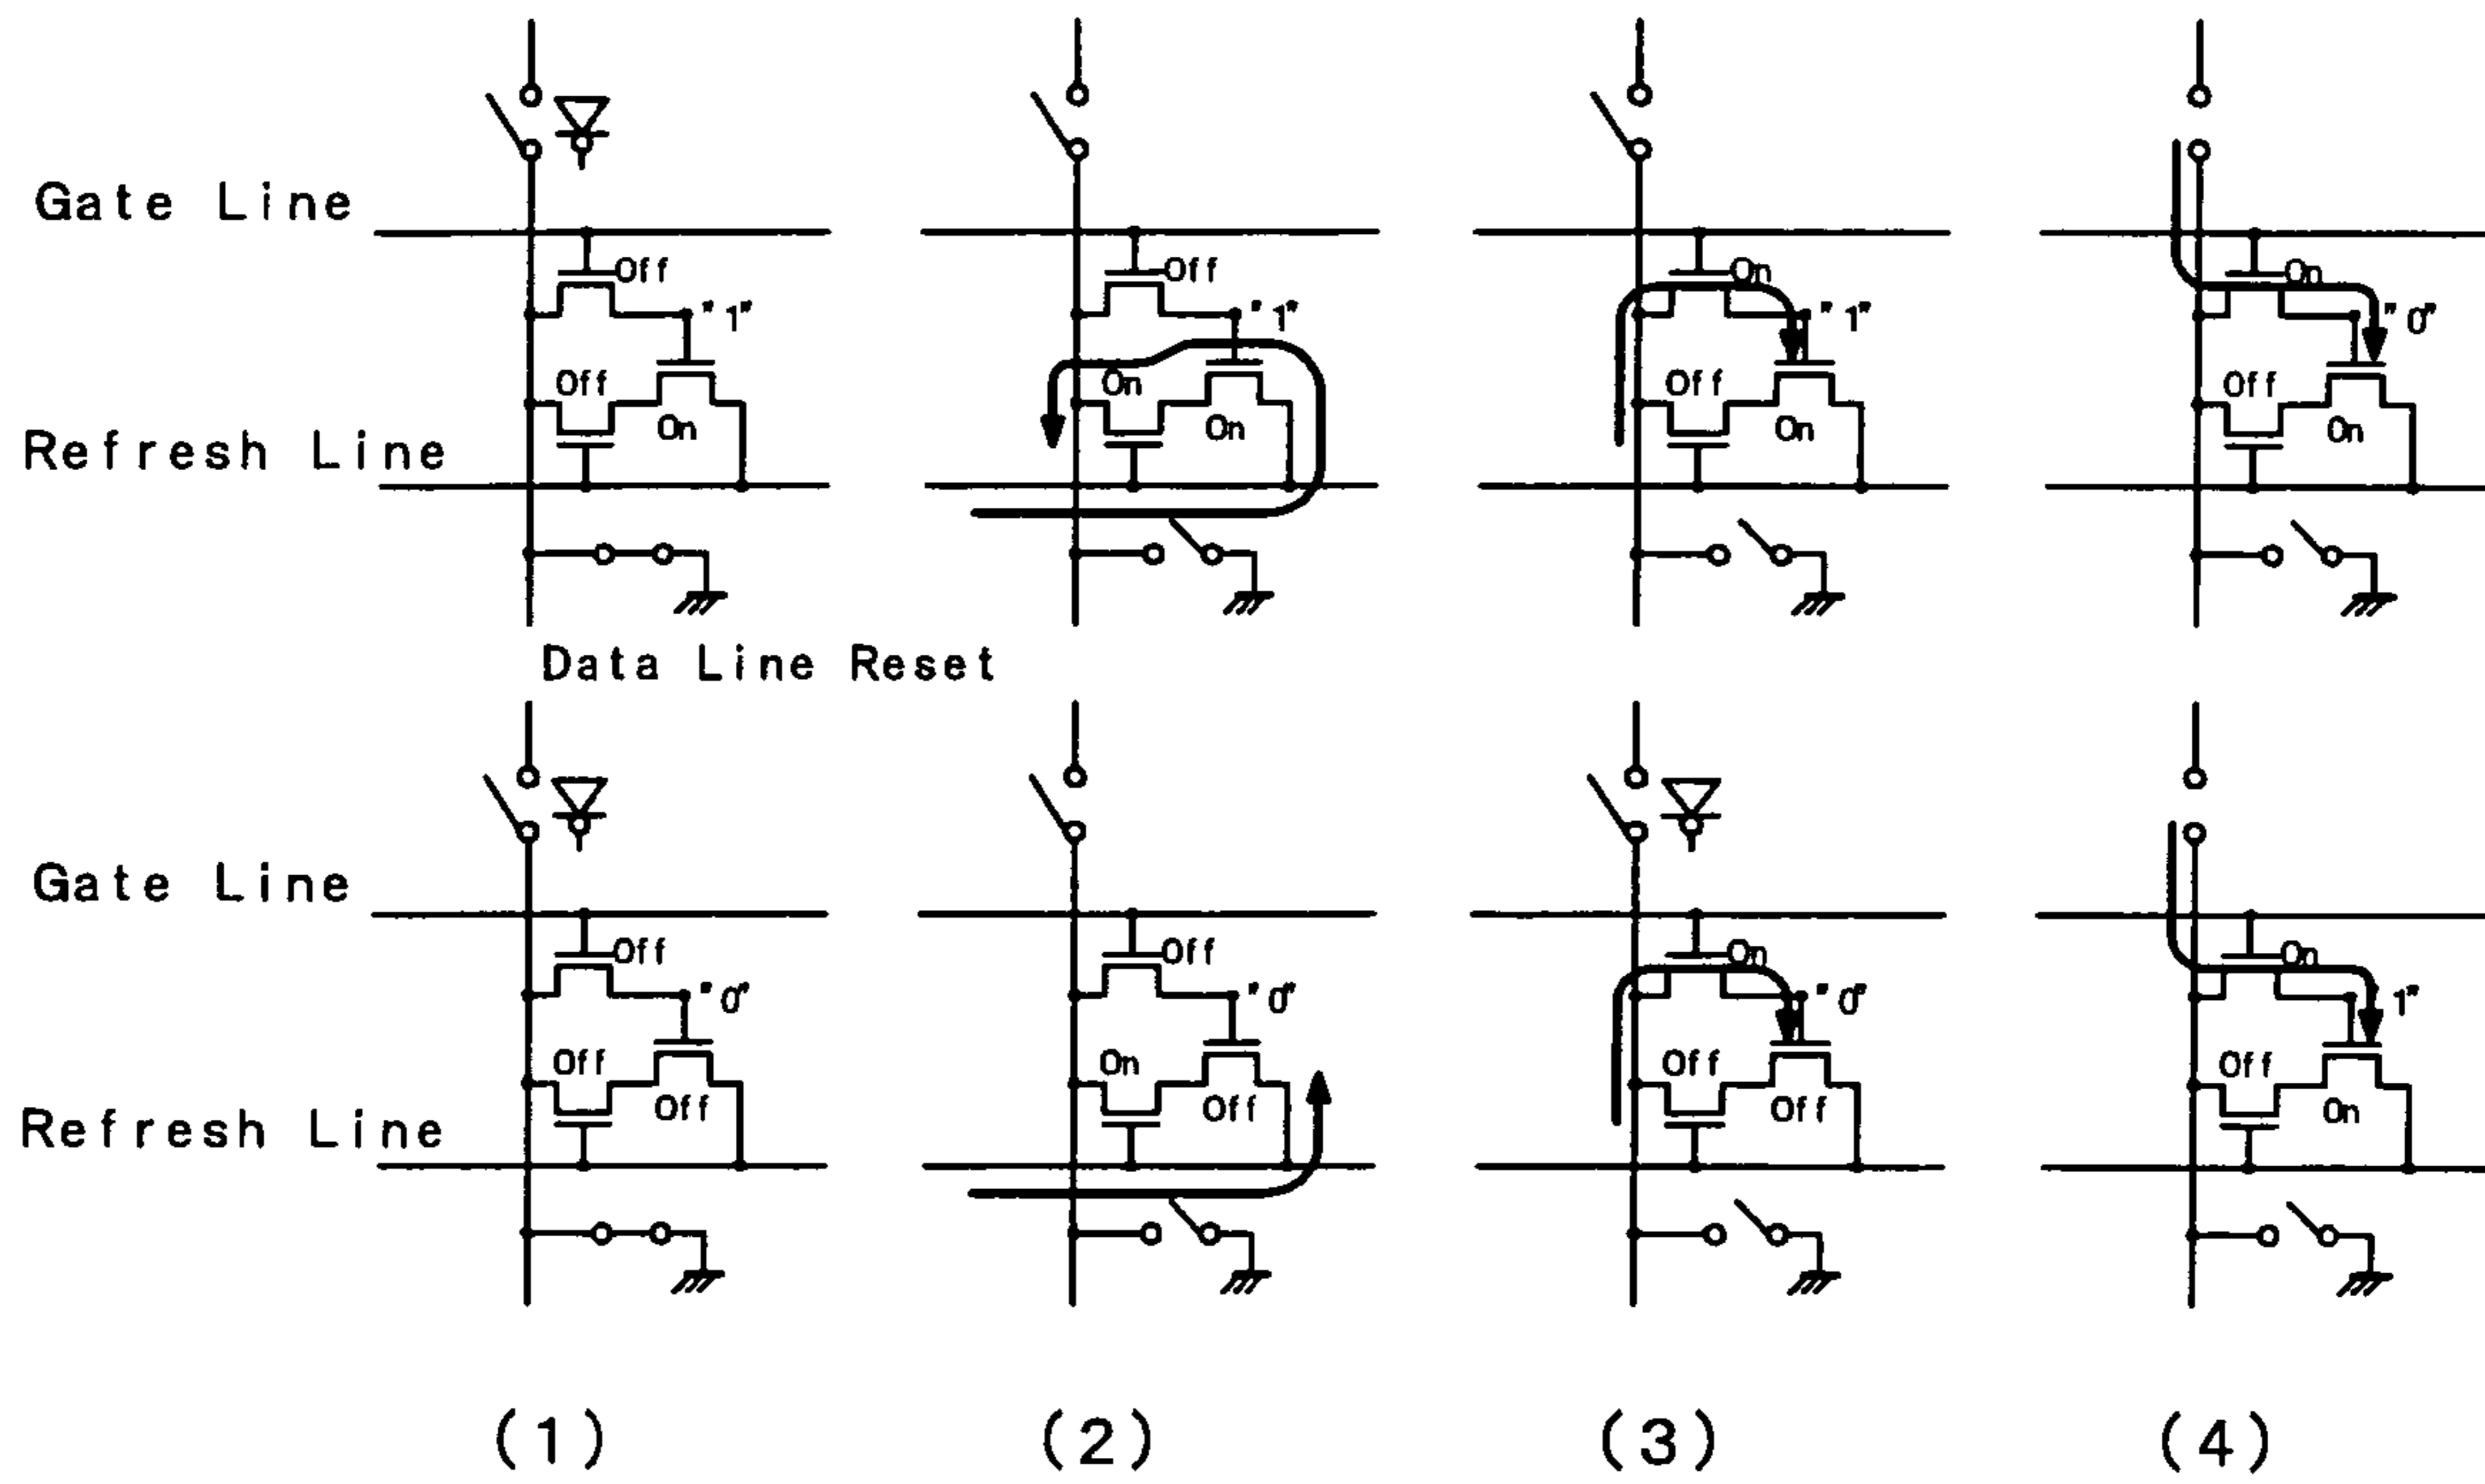 Gate Line
Off
"1"
Off
On
Refresh Line
Off
"1"
On
On
On
"1"
Off
On
On
"0"
Off
On
Data Line Reset
Gate Line
Off
"0"
Off
Off
Refresh Line
Off
"0"
On
Off
On
"0"
Off
Off
On
"1"
Off
On
(1)
(2)
(3)
(4)